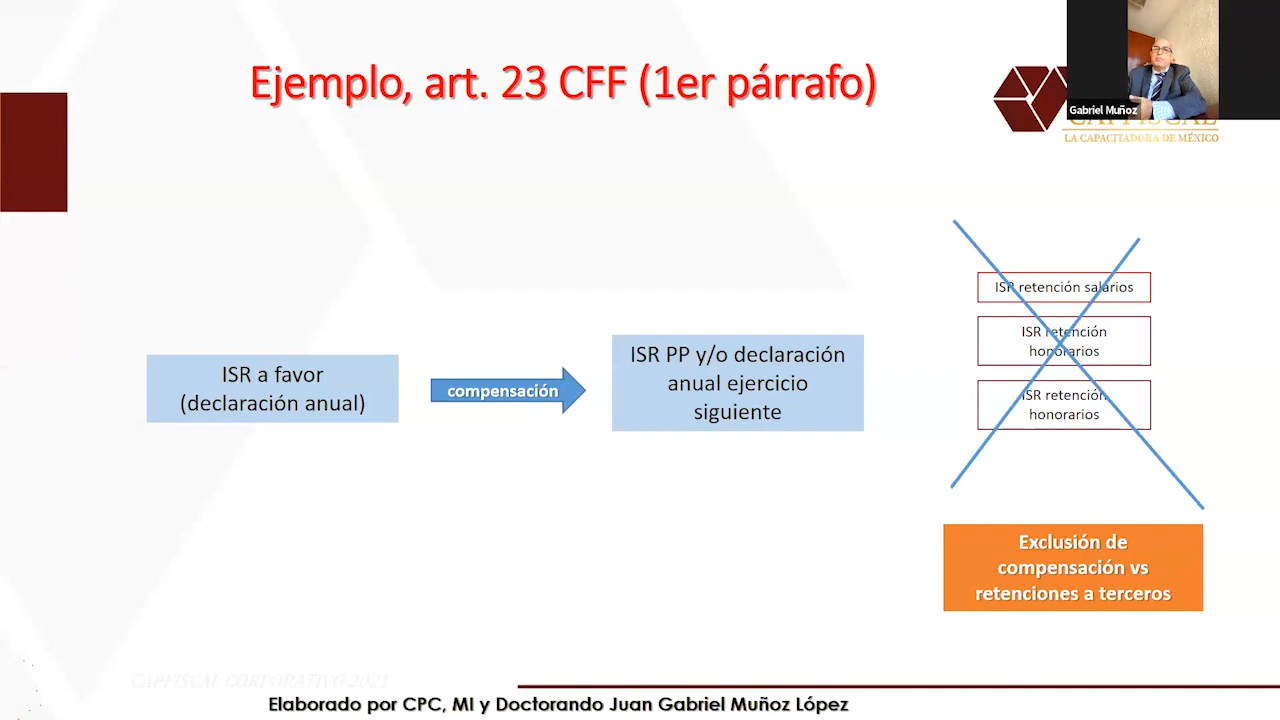 Ejemplo, art. 23 CFF (1er párrafo)
Gabriel Muñoz
CAPFISCAL
LA CAPACITADORA DE MÉXICO
ISR a favor
(declaración anual)
compensación
ISR PP y/o declaración
anual ejercicio
siguiente
ISR retención salarios
ISR retención
honorarios
ISR retención
honorarios
Exclusión de
compensación vs
retenciones a terceros
CAPFISCAL CORPORATIVO 2021
Elaborado por CPC, MI y Doctorando Juan Gabriel Muñoz López